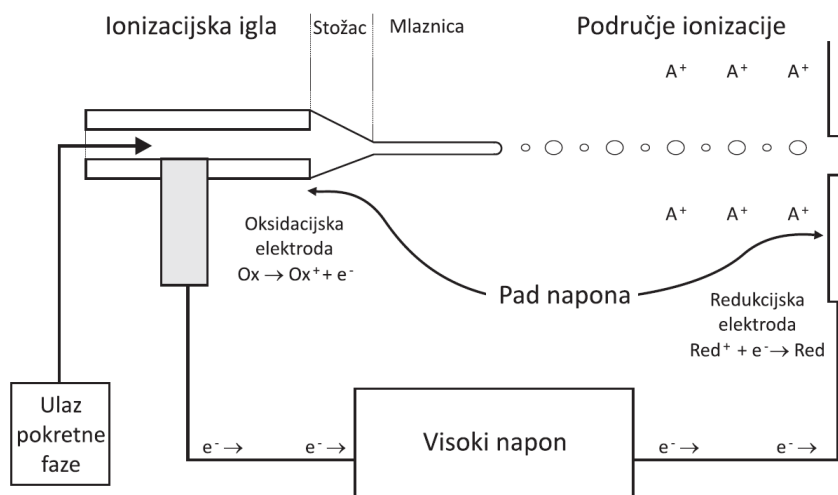 Ionizacijska igla
Stožac
Mlaznica
Područje ionizacije
A⁺ A⁺ A⁺
A⁺ A⁺ A⁺
Oksidacijska
elektroda
Ox → Ox⁺ + e⁻
Pad napona
Redukcijska
elektroda
Red⁺ + e⁻ → Red
Ulaz
pokretne
faze
e⁻→ e⁻→
Visoki napon
e⁻→ e⁻→